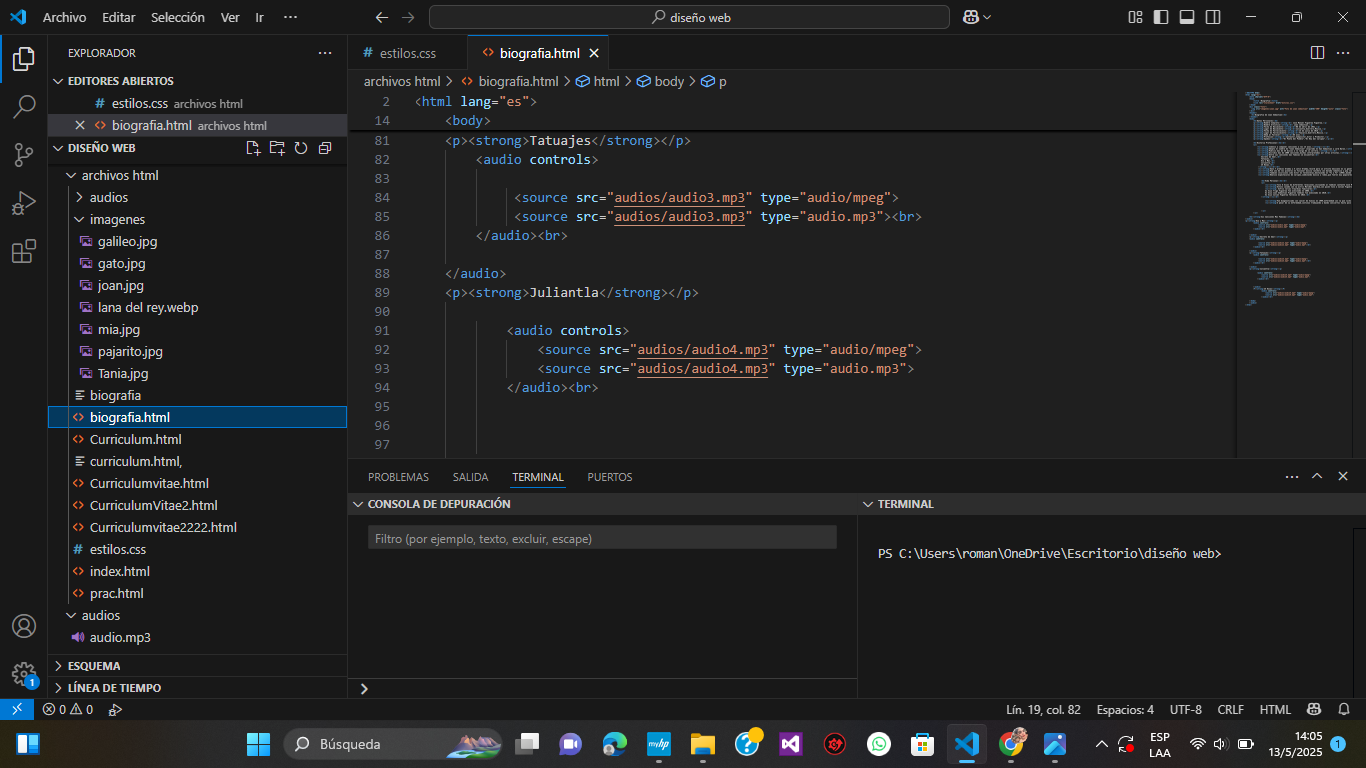 Archivo Editar Selección Ver Ir ··· diseño web
EXPLORADOR ···
EDITORES ABIERTOS
# estilos.css archivos html
biografia.html archivos html
DISEÑO WEB
archivos html
audios
imagenes
galileo.jpg
gato.jpg
joan.jpg
lana del rey.webp
mia.jpg
pajarito.jpg
Tania.jpg
biografia
biografia.html
Curriculum.html
curriculum.html,
Curriculumvitae.html
CurriculumVitae2.html
Curriculumvitae2222.html
# estilos.css
index.html
prac.html
audios
audio.mp3
ESQUEMA
LÍNEA DE TIEMPO
1
# estilos.css biografia.html
archivos html > biografia.html > html > body > p
2 <html lang="es">
14 <body>
81 <p><strong>Tatuajes</strong></p>
82 <audio controls>
83
84 <source src="audios/audio3.mp3" type="audio/mpeg">
85 <source src="audios/audio3.mp3" type="audio.mp3"><br>
86 </audio><br>
87
88 </audio>
89 <p><strong>Juliantla</strong></p>
90
91 <audio controls>
92 <source src="audios/audio4.mp3" type="audio/mpeg">
93 <source src="audios/audio4.mp3" type="audio.mp3">
94 </audio><br>
95
96
97
PROBLEMAS SALIDA TERMINAL PUERTOS
CONSOLA DE DEPURACIÓN
Filtro (por ejemplo, texto, excluir, escape)
TERMINAL
PS C:\Users\roman\OneDrive\Escritorio\diseño web>
0 0 Lín. 19, col. 82 Espacios: 4 UTF-8 CRLF HTML
Búsqueda
myhp
ESP
LAA
14:05
13/5/2025
1